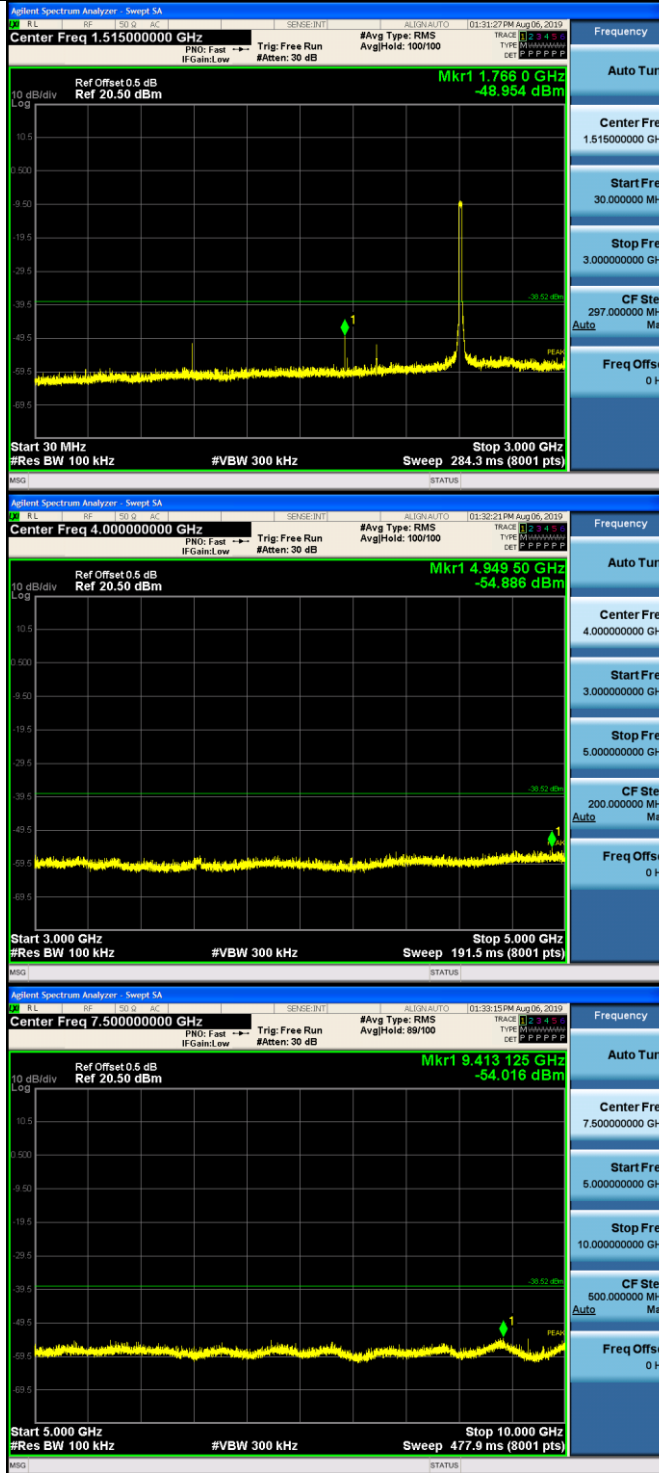 Agilent Spectrum Analyzer - Swept SA
RL RF 50 Ω AC SENSE:INT ALIGNAUTO 01:31:27 PM Aug 06, 2019
Center Freq 1.515000000 GHz #Avg Type: RMS TRACE 1 2 3 4 5 6 Frequency
PNO: Fast Trig: Free Run Avg|Hold: 100/100 TYPE M
IFGain:Low #Atten: 30 dB DET P P P P P P
Auto Tun
Ref Offset 0.5 dB Mkr1 1.766 0 GHz
10 dB/div Ref 20.50 dBm -48.954 dBm
Log
Center Fre
1.515000000 GH
10.5
0.500
Start Fre
30.000000 MH
-9.50
-19.5
Stop Fre
3.000000000 GH
-29.5
-38.52 dBm
-39.5
CF Ste
297.000000 MH
Auto Ma
1
-49.5
PEAK
-59.5
Freq Offse
0 H
-69.5
Start 30 MHz Stop 3.000 GHz
#Res BW 100 kHz #VBW 300 kHz Sweep 284.3 ms (8001 pts)
MSG STATUS
Agilent Spectrum Analyzer - Swept SA
RL RF 50 Ω AC SENSE:INT ALIGNAUTO 01:32:21 PM Aug 06, 2019
Center Freq 4.000000000 GHz #Avg Type: RMS TRACE 1 2 3 4 5 6 Frequency
PNO: Fast Trig: Free Run Avg|Hold: 100/100 TYPE M
IFGain:Low #Atten: 30 dB DET P P P P P P
Auto Tun
Ref Offset 0.5 dB Mkr1 4.949 50 GHz
10 dB/div Ref 20.50 dBm -54.886 dBm
Log
Center Fre
4.000000000 GH
10.5
0.500
Start Fre
3.000000000 GH
-9.50
-19.5
Stop Fre
5.000000000 GH
-29.5
-38.52 dBm
-39.5
CF Ste
200.000000 MH
Auto Ma
-49.5
1
-59.5
Freq Offse
0 H
-69.5
Start 3.000 GHz Stop 5.000 GHz
#Res BW 100 kHz #VBW 300 kHz Sweep 191.5 ms (8001 pts)
MSG STATUS
Agilent Spectrum Analyzer - Swept SA
RL RF 50 Ω AC SENSE:INT ALIGNAUTO 01:33:15 PM Aug 06, 2019
Center Freq 7.500000000 GHz #Avg Type: RMS TRACE 1 2 3 4 5 6 Frequency
PNO: Fast Trig: Free Run Avg|Hold: 89/100 TYPE M
IFGain:Low #Atten: 30 dB DET P P P P P P
Auto Tun
Ref Offset 0.5 dB Mkr1 9.413 125 GHz
10 dB/div Ref 20.50 dBm -54.016 dBm
Log
Center Fre
7.500000000 GH
10.5
0.500
Start Fre
5.000000000 GH
-9.50
-19.5
Stop Fre
10.000000000 GH
-29.5
-38.52 dBm
-39.5
CF Ste
500.000000 MH
Auto Ma
-49.5
1
PEAK
-59.5
Freq Offse
0 H
-69.5
Start 5.000 GHz Stop 10.000 GHz
#Res BW 100 kHz #VBW 300 kHz Sweep 477.9 ms (8001 pts)
MSG STATUS